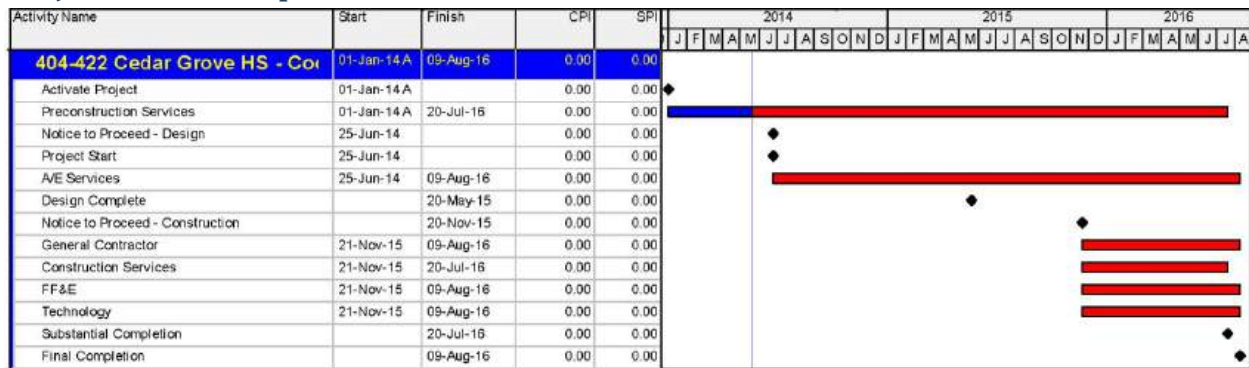 Activity Name Start Finish CPI SPI 2014 2015 2016
J F M A M J J A S O N D J F M A M J J A S O N D J F M A M J J A
404-422 Cedar Grove HS - Co 01-Jan-14 A 09-Aug-16 0.00 0.00
Activate Project 01-Jan-14 A 0.00 0.00
Preconstruction Services 01-Jan-14 A 20-Jul-16 0.00 0.00
Notice to Proceed - Design 25-Jun-14 0.00 0.00
Project Start 25-Jun-14 0.00 0.00
A/E Services 25-Jun-14 09-Aug-16 0.00 0.00
Design Complete 20-May-15 0.00 0.00
Notice to Proceed - Construction 20-Nov-15 0.00 0.00
General Contractor 21-Nov-15 09-Aug-16 0.00 0.00
Construction Services 21-Nov-15 20-Jul-16 0.00 0.00
FF&E 21-Nov-15 09-Aug-16 0.00 0.00
Technology 21-Nov-15 09-Aug-16 0.00 0.00
Substantial Completion 20-Jul-16 0.00 0.00
Final Completion 09-Aug-16 0.00 0.00